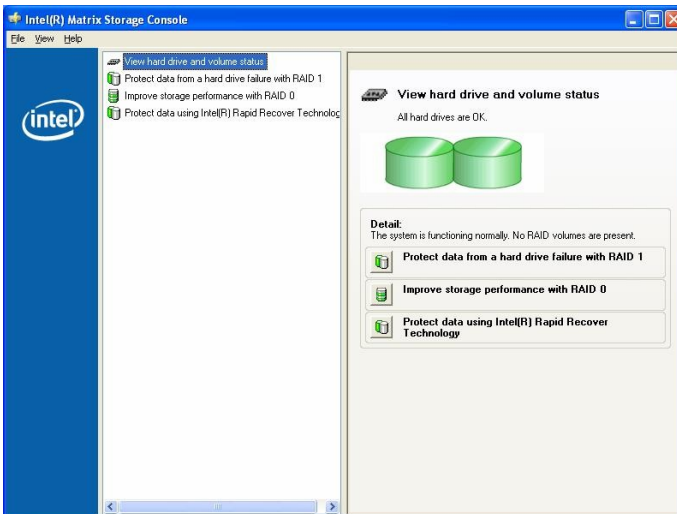 Intel(R) Matrix Storage Console
File View Help
intel
View hard drive and volume status
Protect data from a hard drive failure with RAID 1
Improve storage performance with RAID 0
Protect data using Intel(R) Rapid Recover Technolog
View hard drive and volume status
All hard drives are OK.
Detail:
The system is functioning normally. No RAID volumes are present.
Protect data from a hard drive failure with RAID 1
Improve storage performance with RAID 0
Protect data using Intel(R) Rapid Recover
Technology